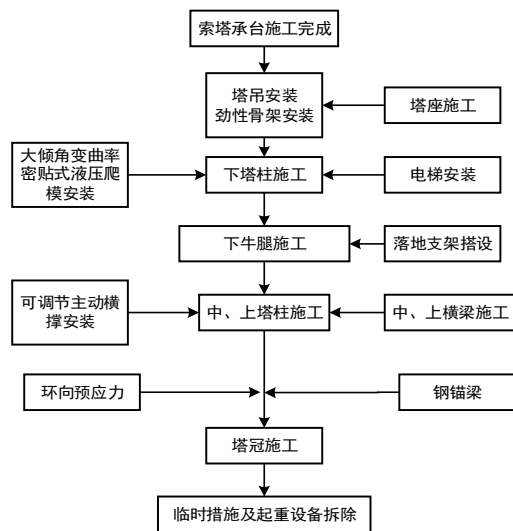 索塔承台施工完成
塔吊安装
劲性骨架安装
塔座施工
大倾角变曲率
密贴式液压爬
模安装
下塔柱施工
电梯安装
下牛腿施工
落地支架搭设
可调节主动横
撑安装
中、上塔柱施工
中、上横梁施工
环向预应力
钢锚梁
塔冠施工
临时措施及起重设备拆除